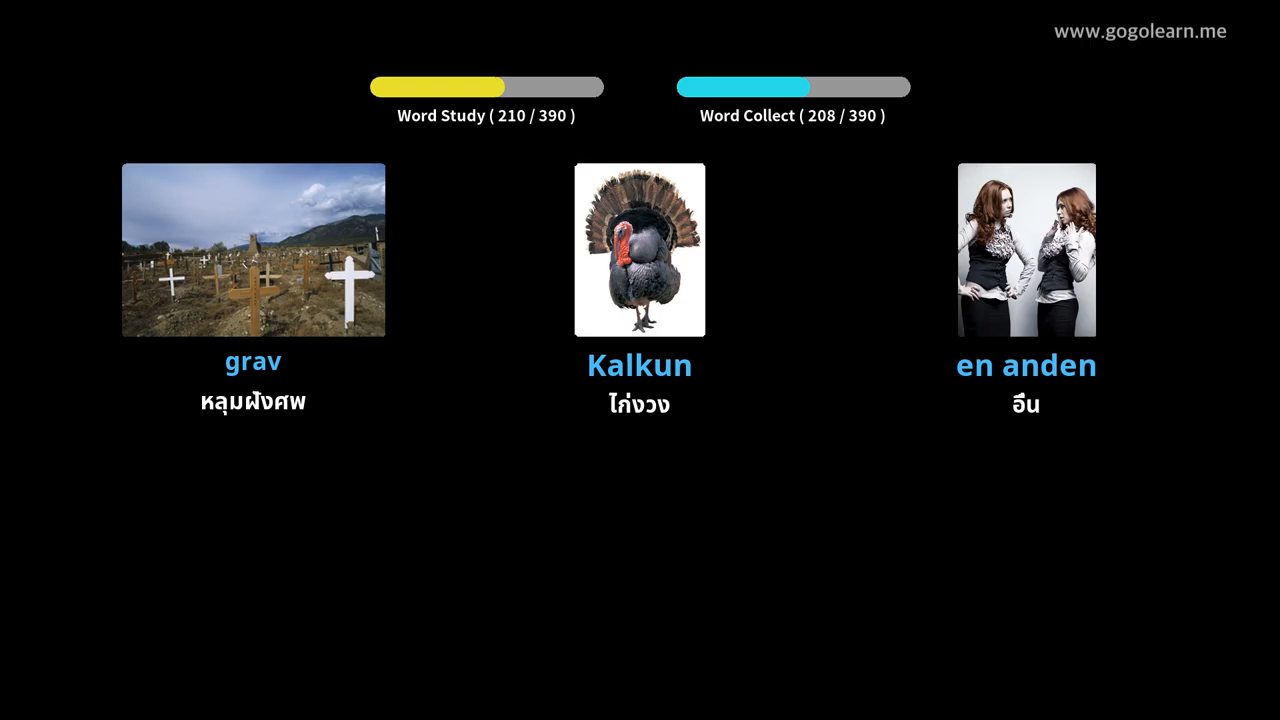 www.gogolearn.me
Word Study ( 210 / 390 )
Word Collect ( 208 / 390 )
grav
Kalkun
en anden
หลุมฝังศพ
ไก่งวง
อื่น